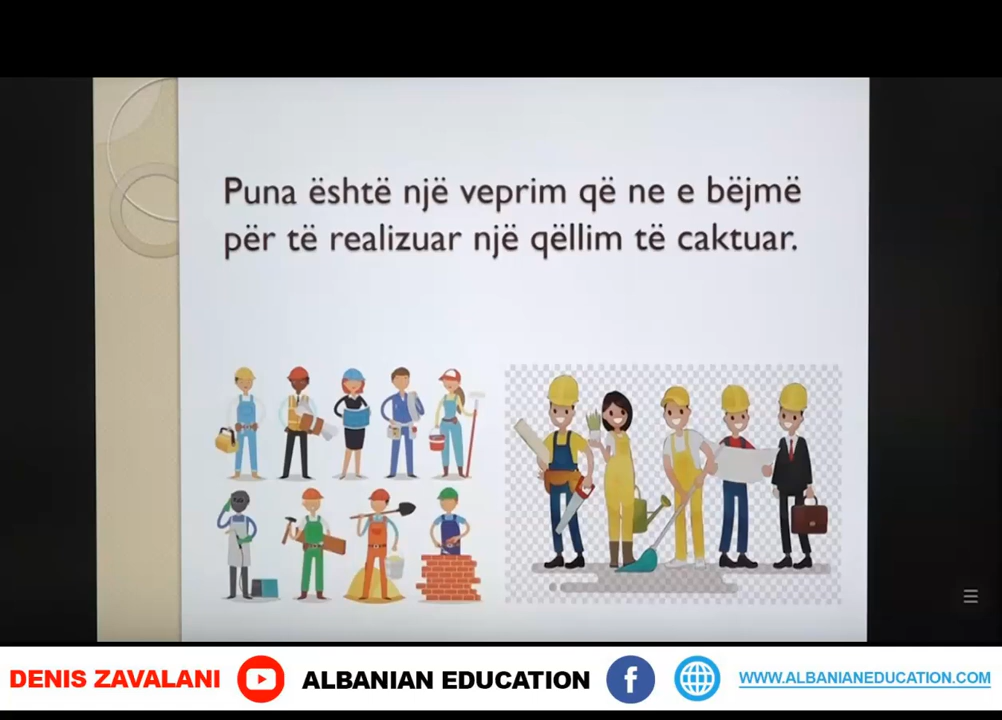 Puna është një veprim që ne e bëjmë
për të realizuar një qëllim të caktuar.
DENIS ZAVALANI ALBANIAN EDUCATION f WWW.ALBANIANEDUCATION.COM